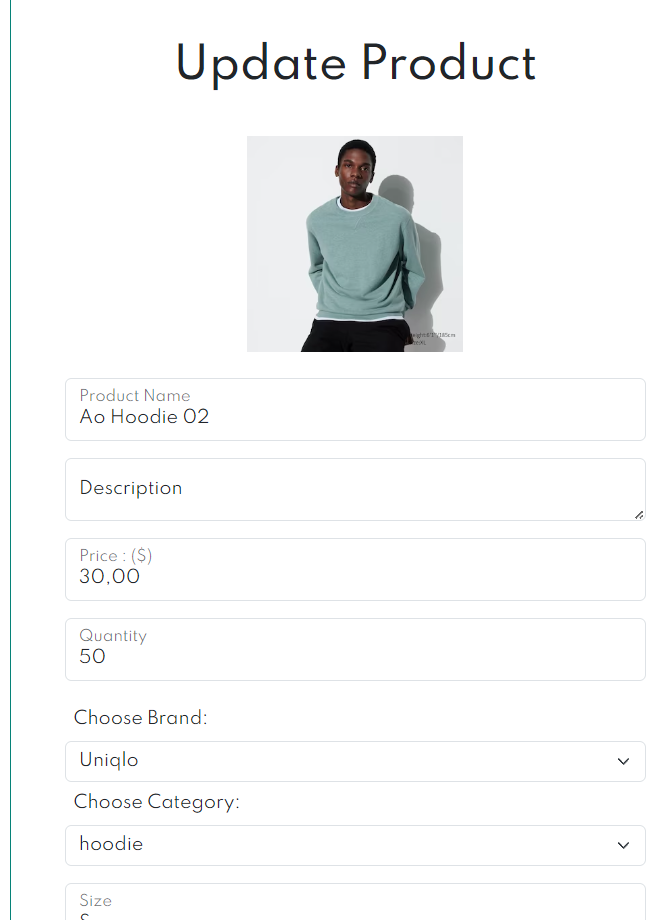 Update Product
Product Name
Ao Hoodie 02
Description
Price : ($)
30,00
Quantity
50
Choose Brand:
Uniqlo
Choose Category:
hoodie
Size